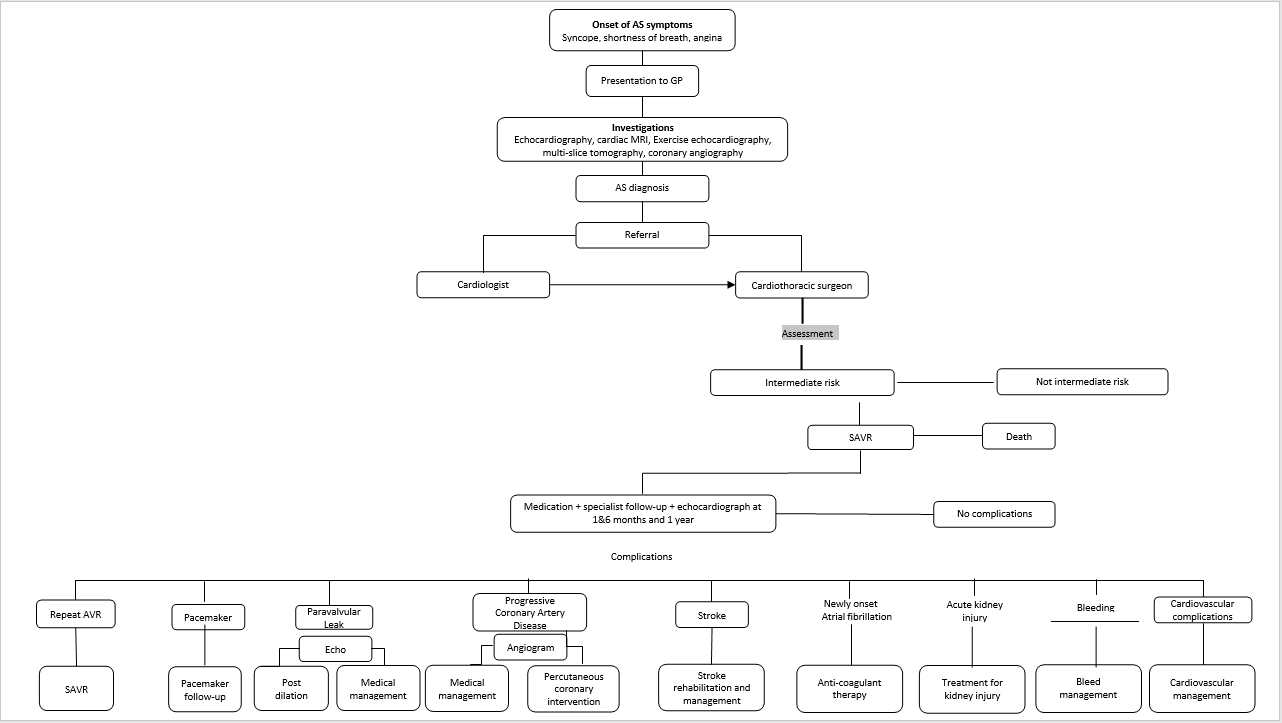 Onset of AS symptoms
Syncope, shortness of breath, angina
Presentation to GP
Investigations
Echocardiography, cardiac MRI, Exercise echocardiography,
multi-slice tomography, coronary angiography
AS diagnosis
Referral
Cardiologist
Cardiothoracic surgeon
Assessment
Intermediate risk
Not intermediate risk
SAVR
Death
Medication + specialist follow-up + echocardiograph at
1&6 months and 1 year
No complications
Complications
Repeat AVR
Pacemaker
Paravalvular
Leak
Progressive
Coronary Artery
Disease
Stroke
Newly onset
Atrial fibrillation
Acute kidney
injury
Bleeding
Cardiovascular
complications
Echo
Angiogram
SAVR
Pacemaker
follow-up
Post
dilation
Medical
management
Medical
management
Percutaneous
coronary
intervention
Stroke
rehabilitation and
management
Anti-coagulant
therapy
Treatment for
kidney injury
Bleed
management
Cardiovascular
management